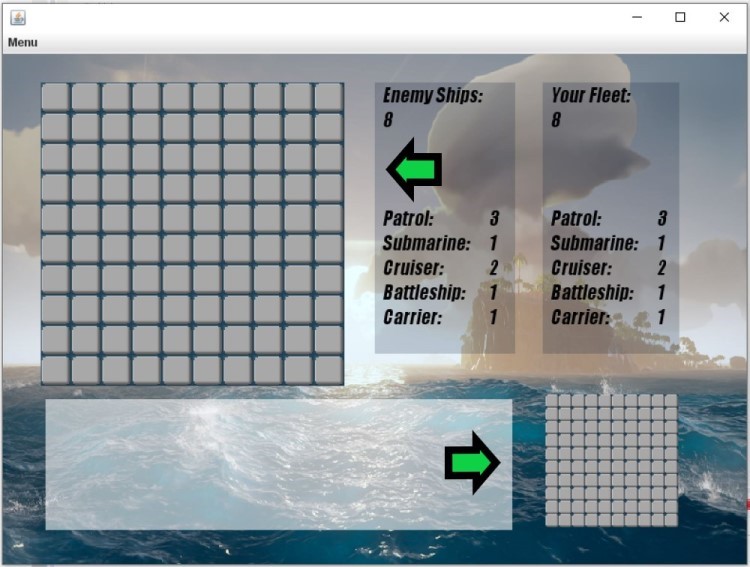 Menu
Enemy Ships:
8
Patrol: 3
Submarine: 1
Cruiser: 2
Battleship: 1
Carrier: 1
Your Fleet:
8
Patrol: 3
Submarine: 1
Cruiser: 2
Battleship: 1
Carrier: 1